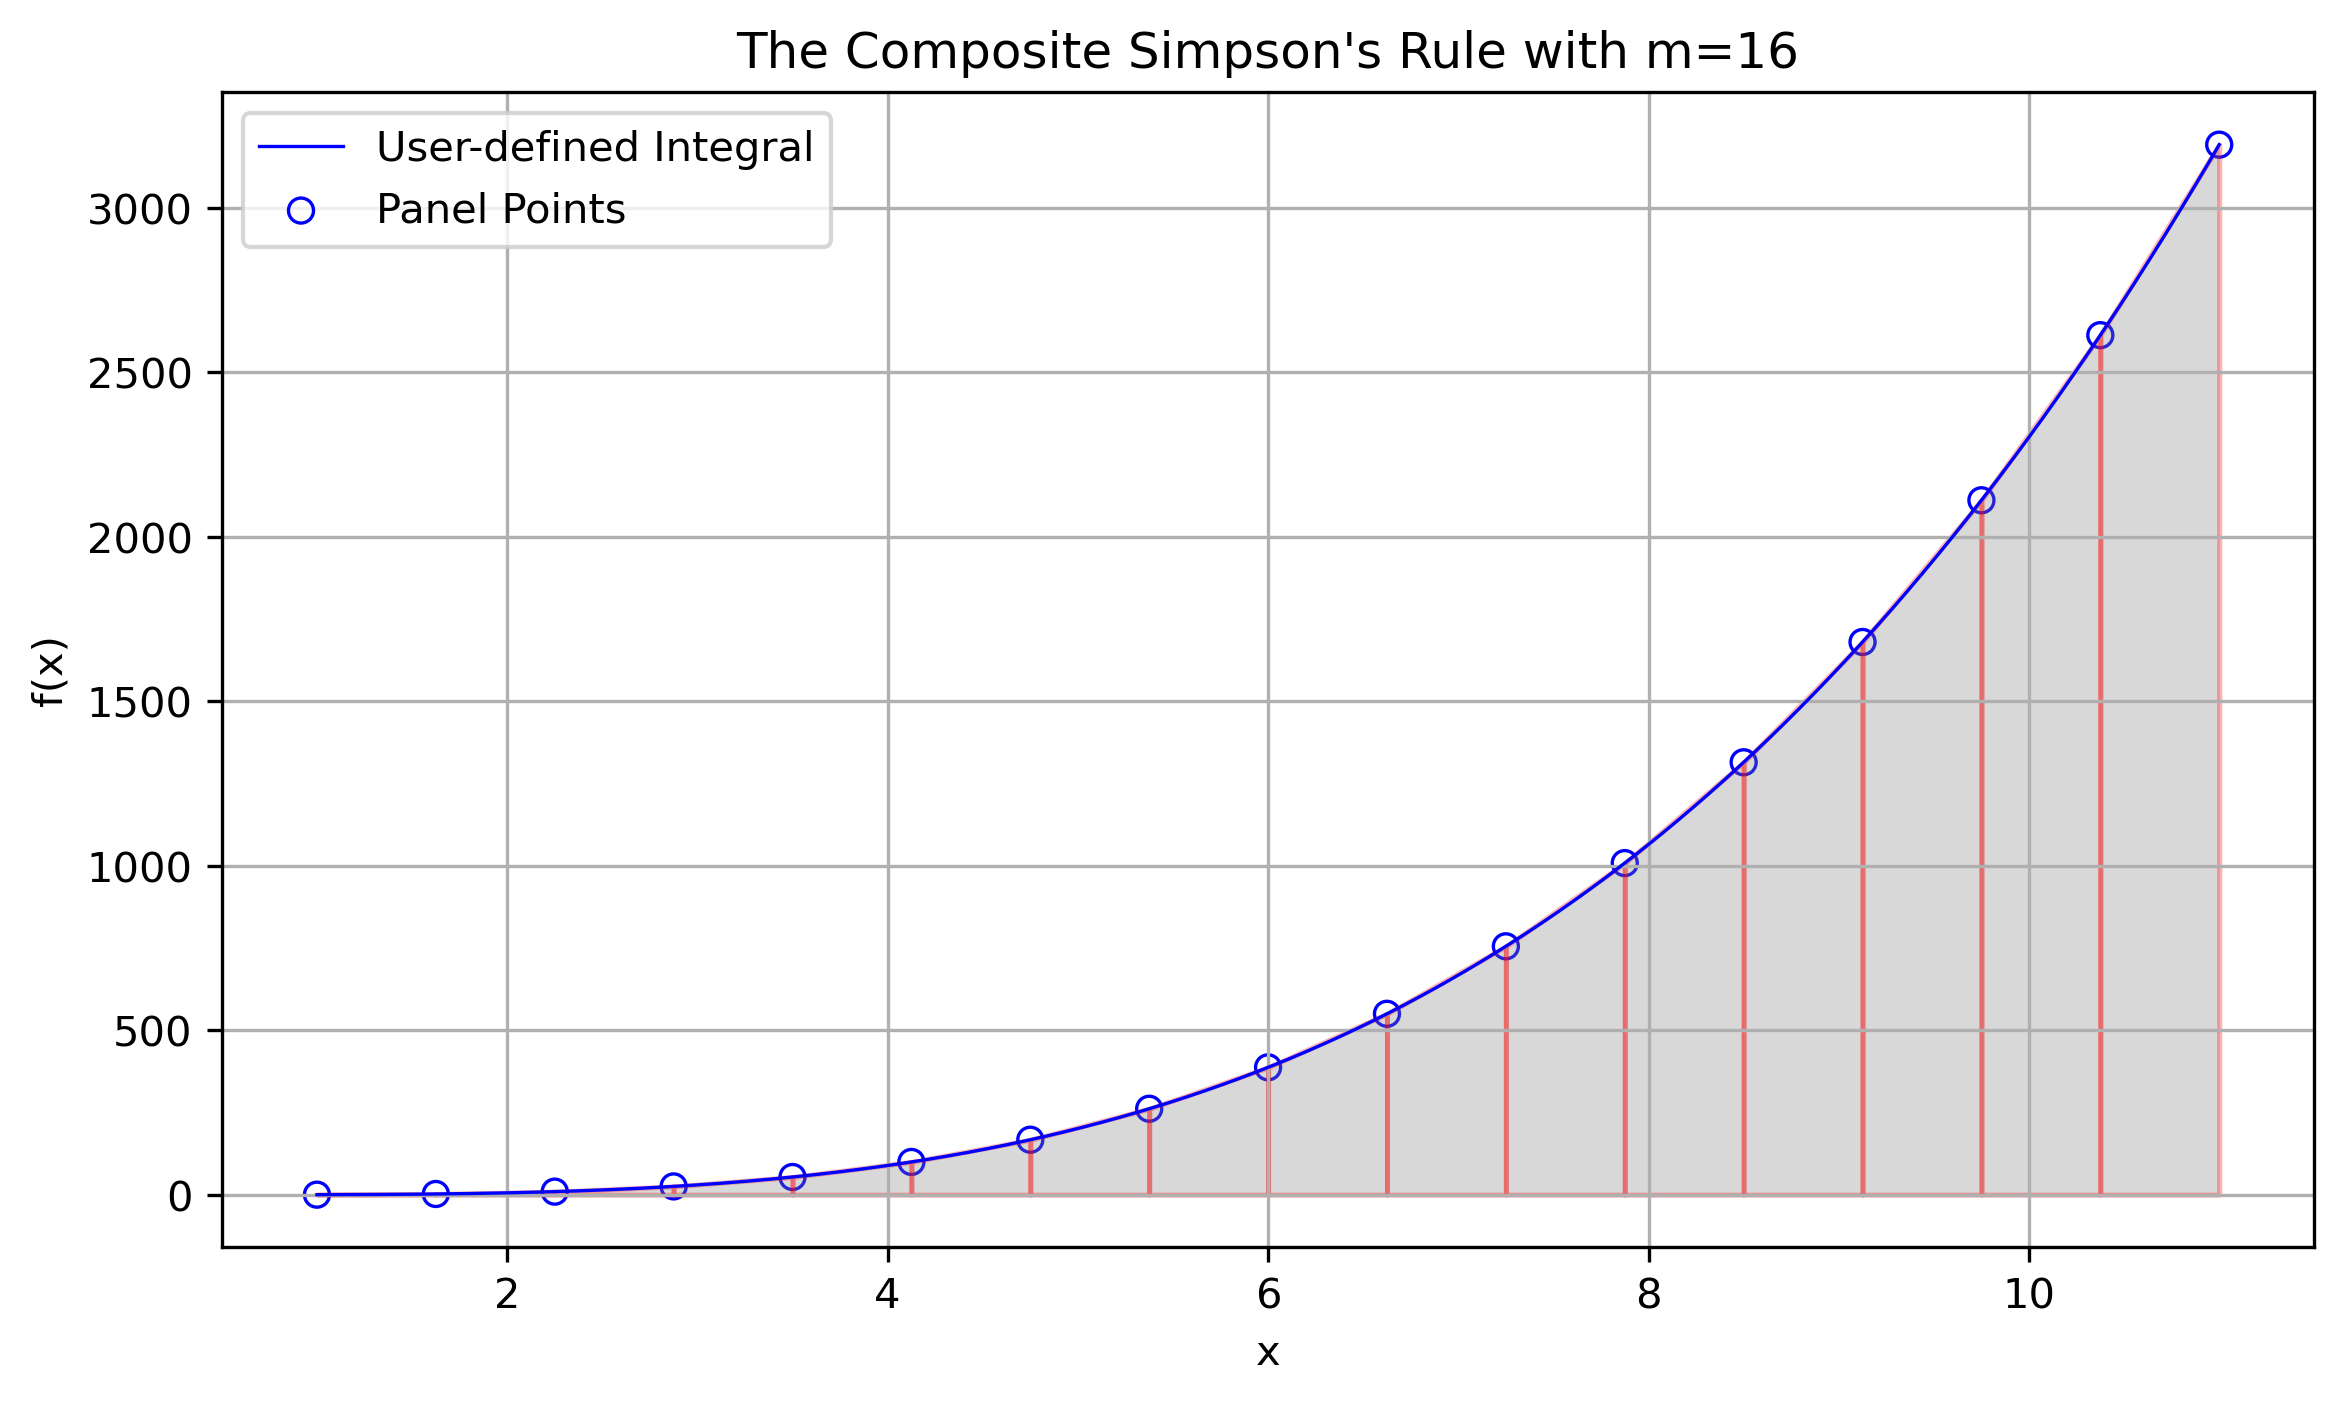 The Composite Simpson's Rule with m=16
User-defined Integral
Panel Points
3000
2500
2000
1500
1000
500
0
f(x)
2 4 6 8 10
x